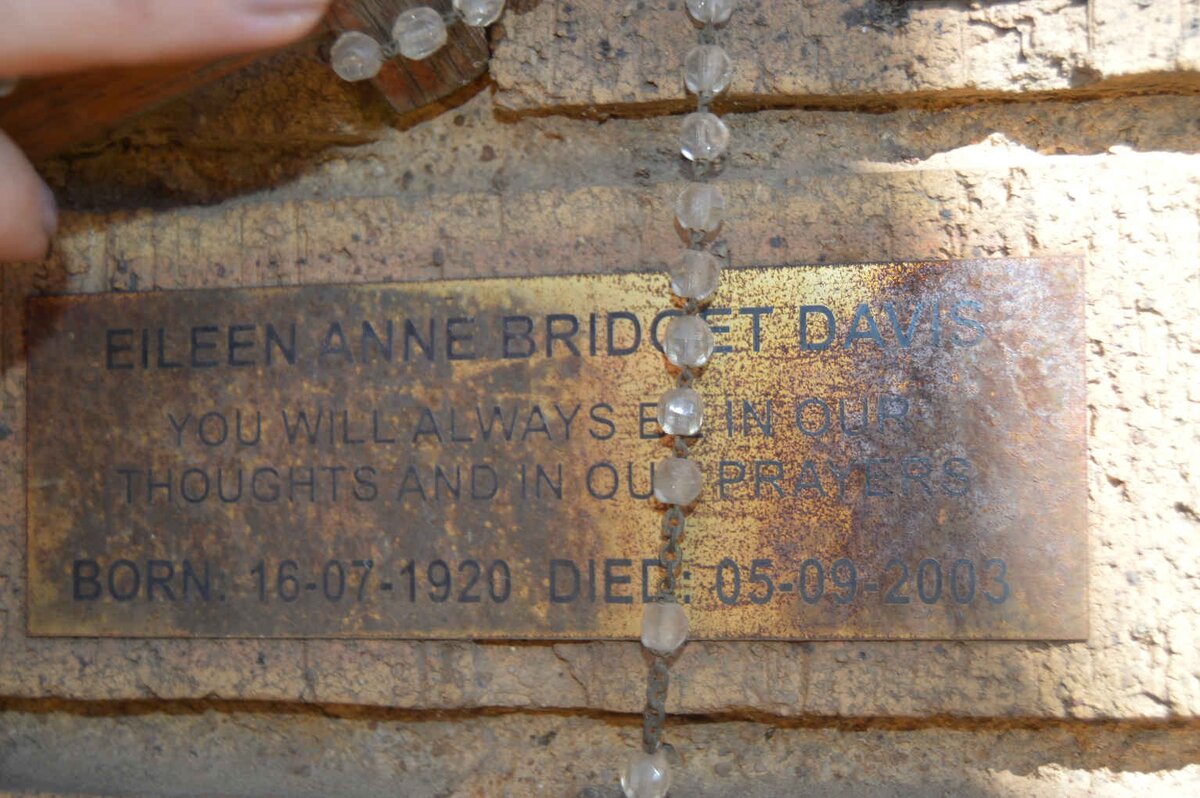 EILEEN ANNE BRIDGET DAVIS
YOU WILL ALWAYS BE IN OUR
THOUGHTS AND IN OUR PRAYERS
BORN: 16-07-1920 DIED: 05-09-2003